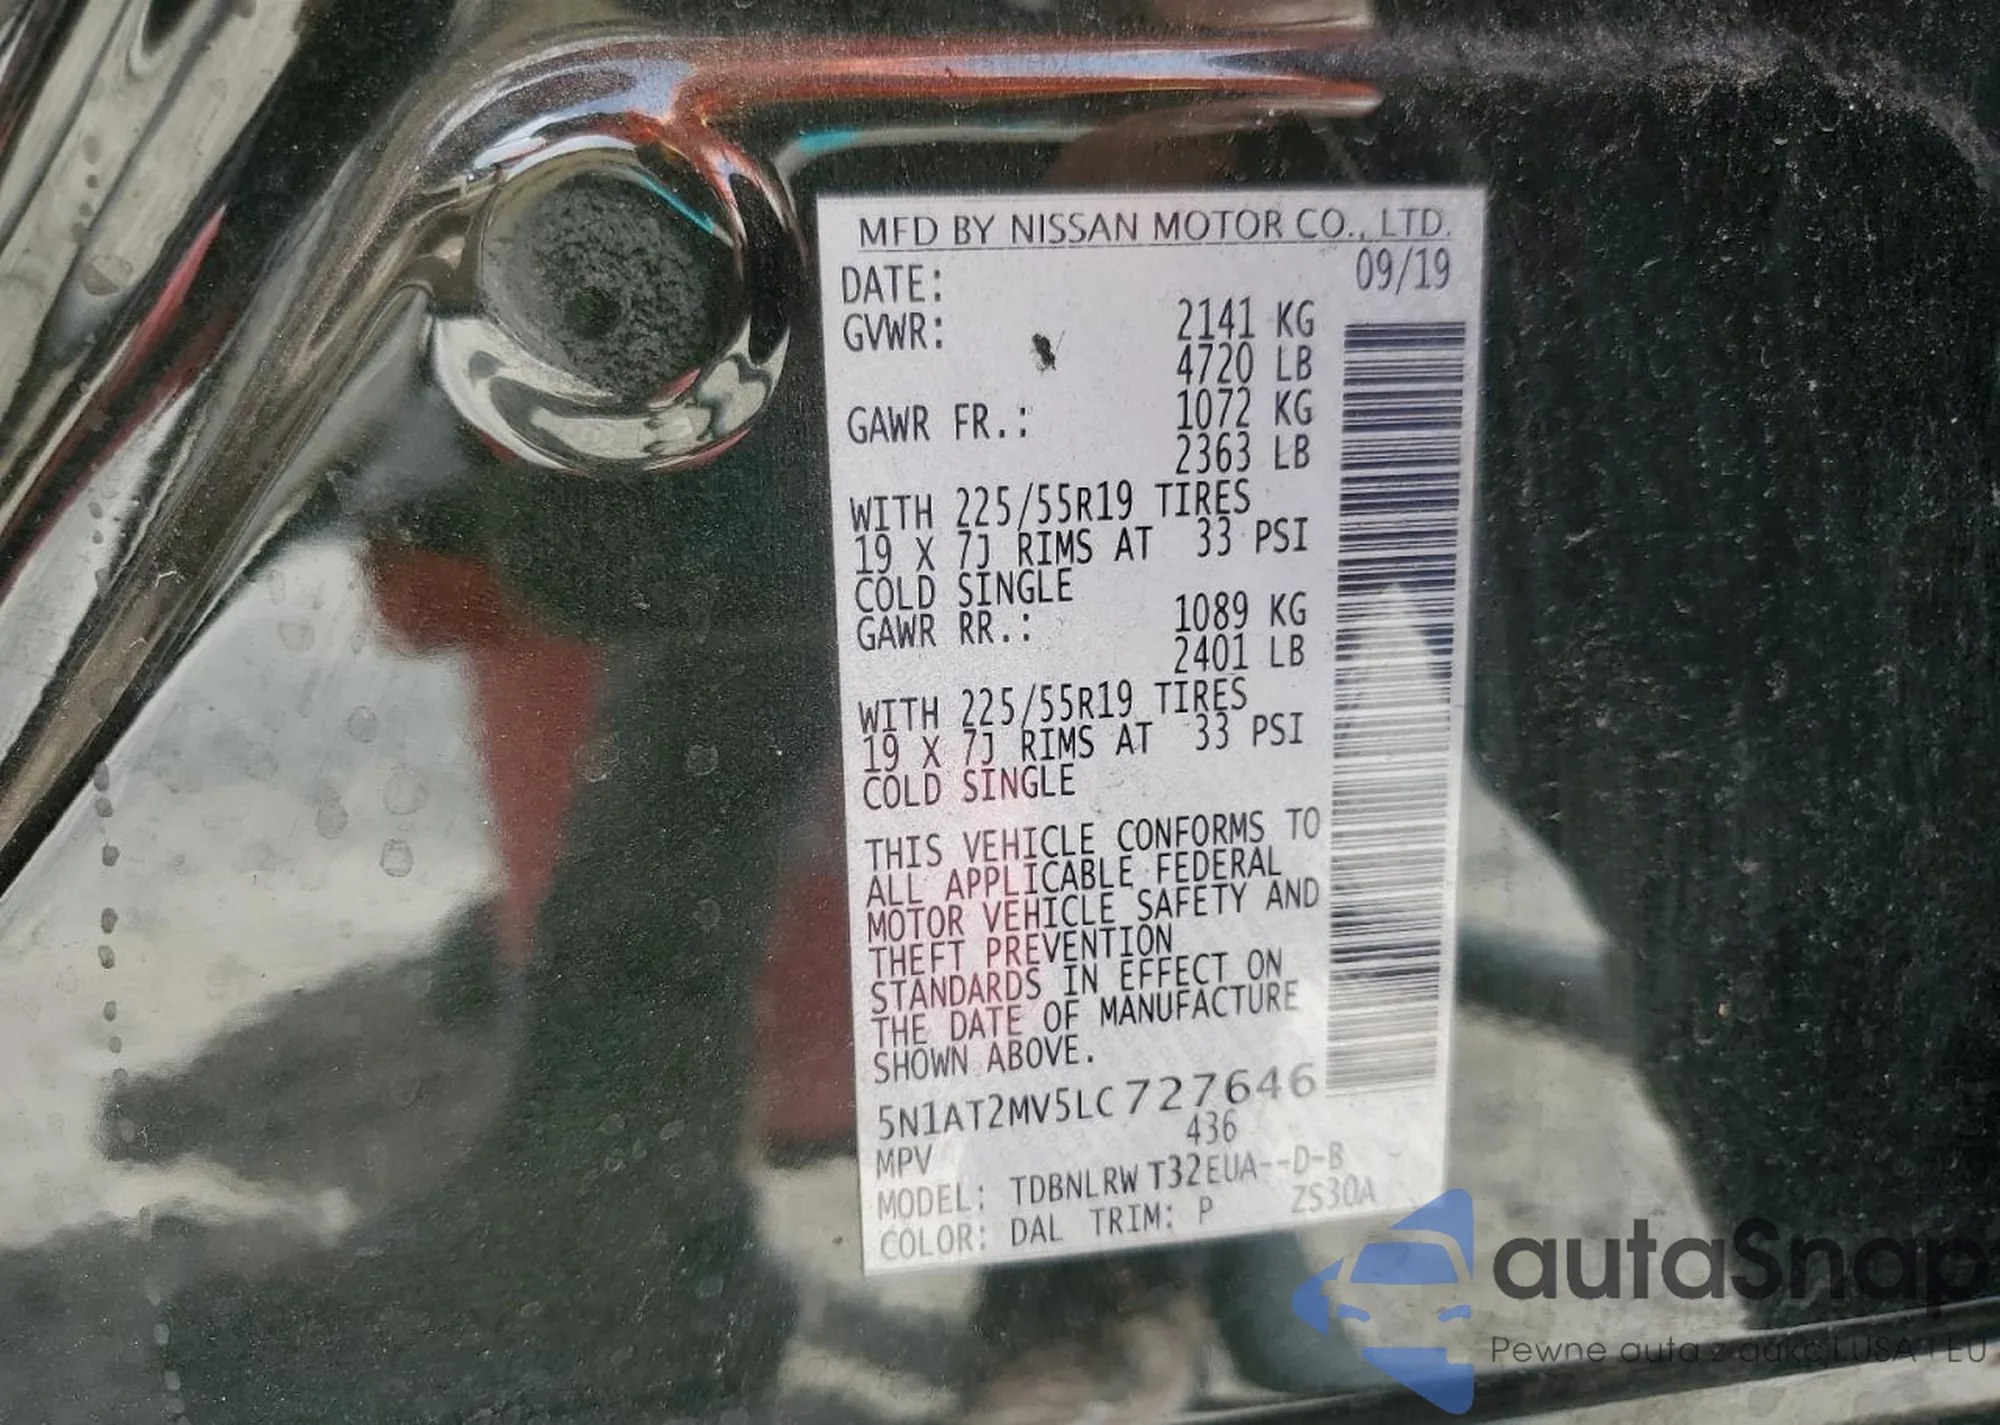 MFD BY NISSAN MOTOR CO., LTD.
DATE: 09/19
GVWR: 2141 KG
4720 LB
GAWR FR.: 1072 KG
2363 LB
WITH 225/55R19 TIRES
19 X 7J RIMS AT 33 PSI
COLD SINGLE
GAWR RR.: 1089 KG
2401 LB
WITH 225/55R19 TIRES
19 X 7J RIMS AT 33 PSI
COLD SINGLE
THIS VEHICLE CONFORMS TO
ALL APPLICABLE FEDERAL
MOTOR VEHICLE SAFETY AND
THEFT PREVENTION
STANDARDS IN EFFECT ON
THE DATE OF MANUFACTURE
SHOWN ABOVE.
5N1AT2MV5LC727646
MPV 436
MODEL: TDBNLRW T32EUA--D-B
COLOR: DAL TRIM: P ZS30A
autaSnap
Pewne auta z aukcji USA i EU